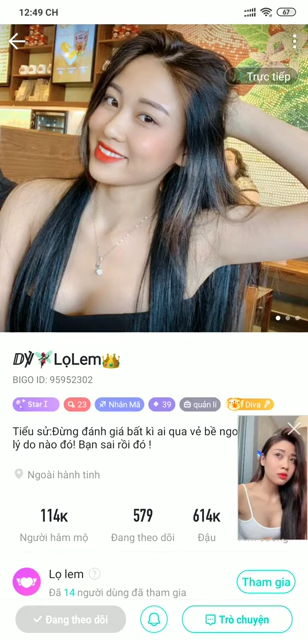 12:49 CH
67
Trực tiếp
LọLem
BIGO ID: 95952302
Star I
23
Nhân Mã
39
quản lí
Diva
Tiểu sử:Đừng đánh giá bất kì ai qua vẻ bề ngo
lý do nào đó! Bạn sai rồi đó !
Ngoài hành tinh
114K
579
614K
Người hâm mộ
Đang theo dõi
Đậu
Lọ lem
Đã 14 người dùng đã tham gia
Tham gia
Đang theo dõi
Trò chuyện